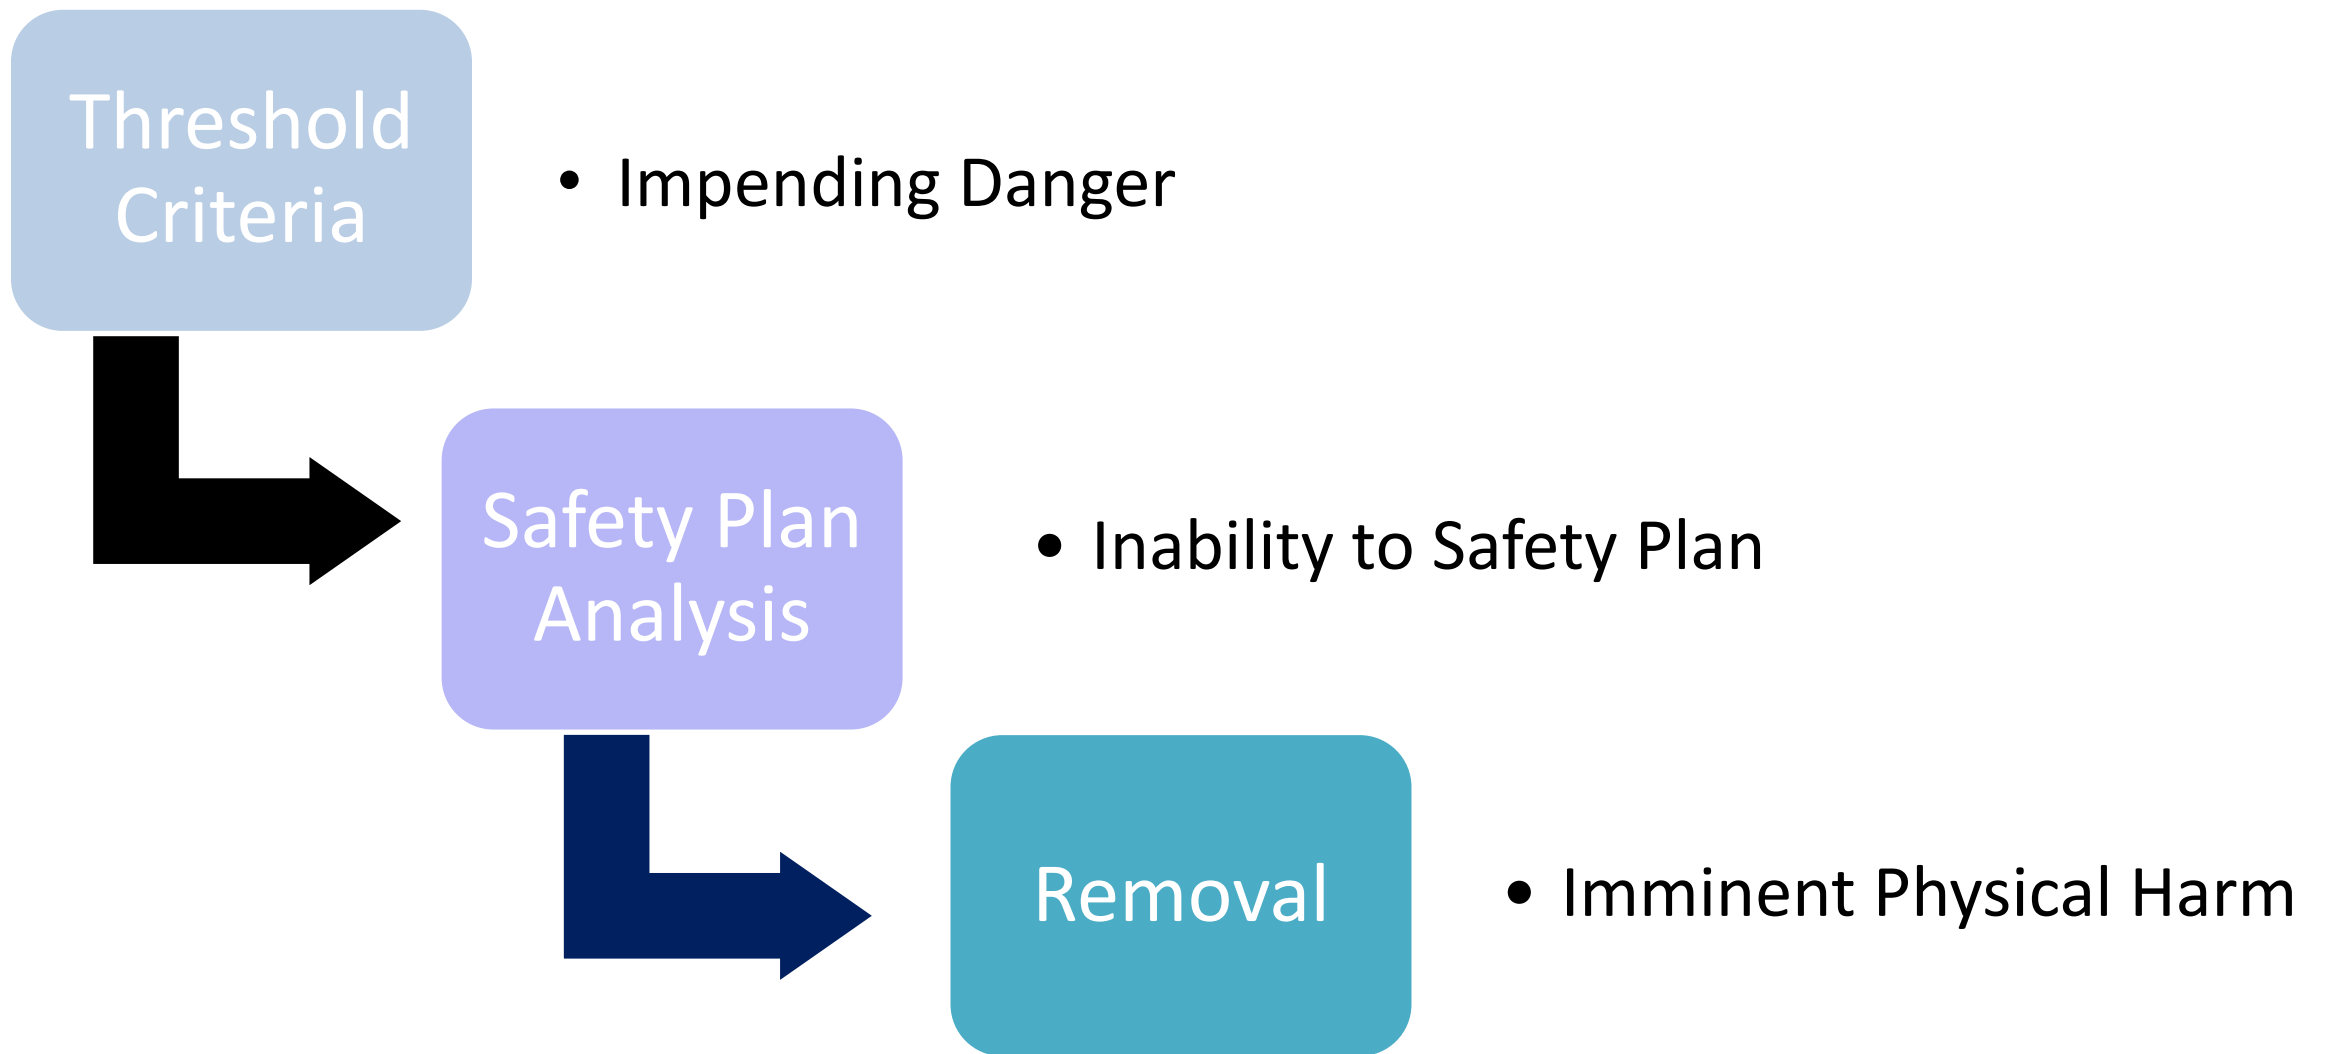 Threshold
Criteria
• Impending Danger
Safety Plan
Analysis
• Inability to Safety Plan
Removal
• Imminent Physical Harm